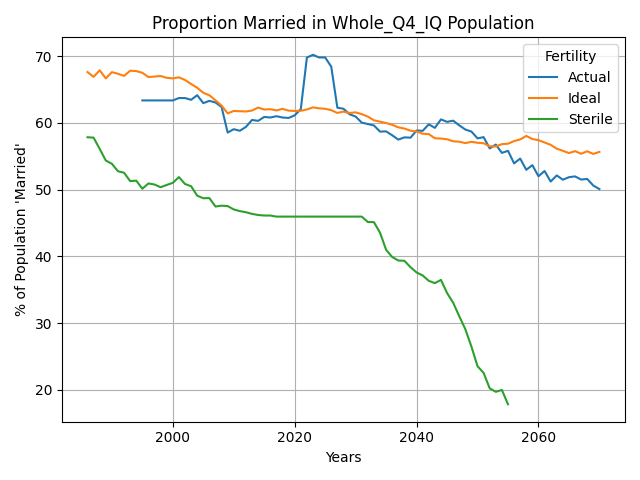 Proportion Married in Whole_Q4_IQ Population
% of Population 'Married'
70
60
50
40
30
20
Fertility
Actual
Ideal
Sterile
2000
2020
2040
2060
Years